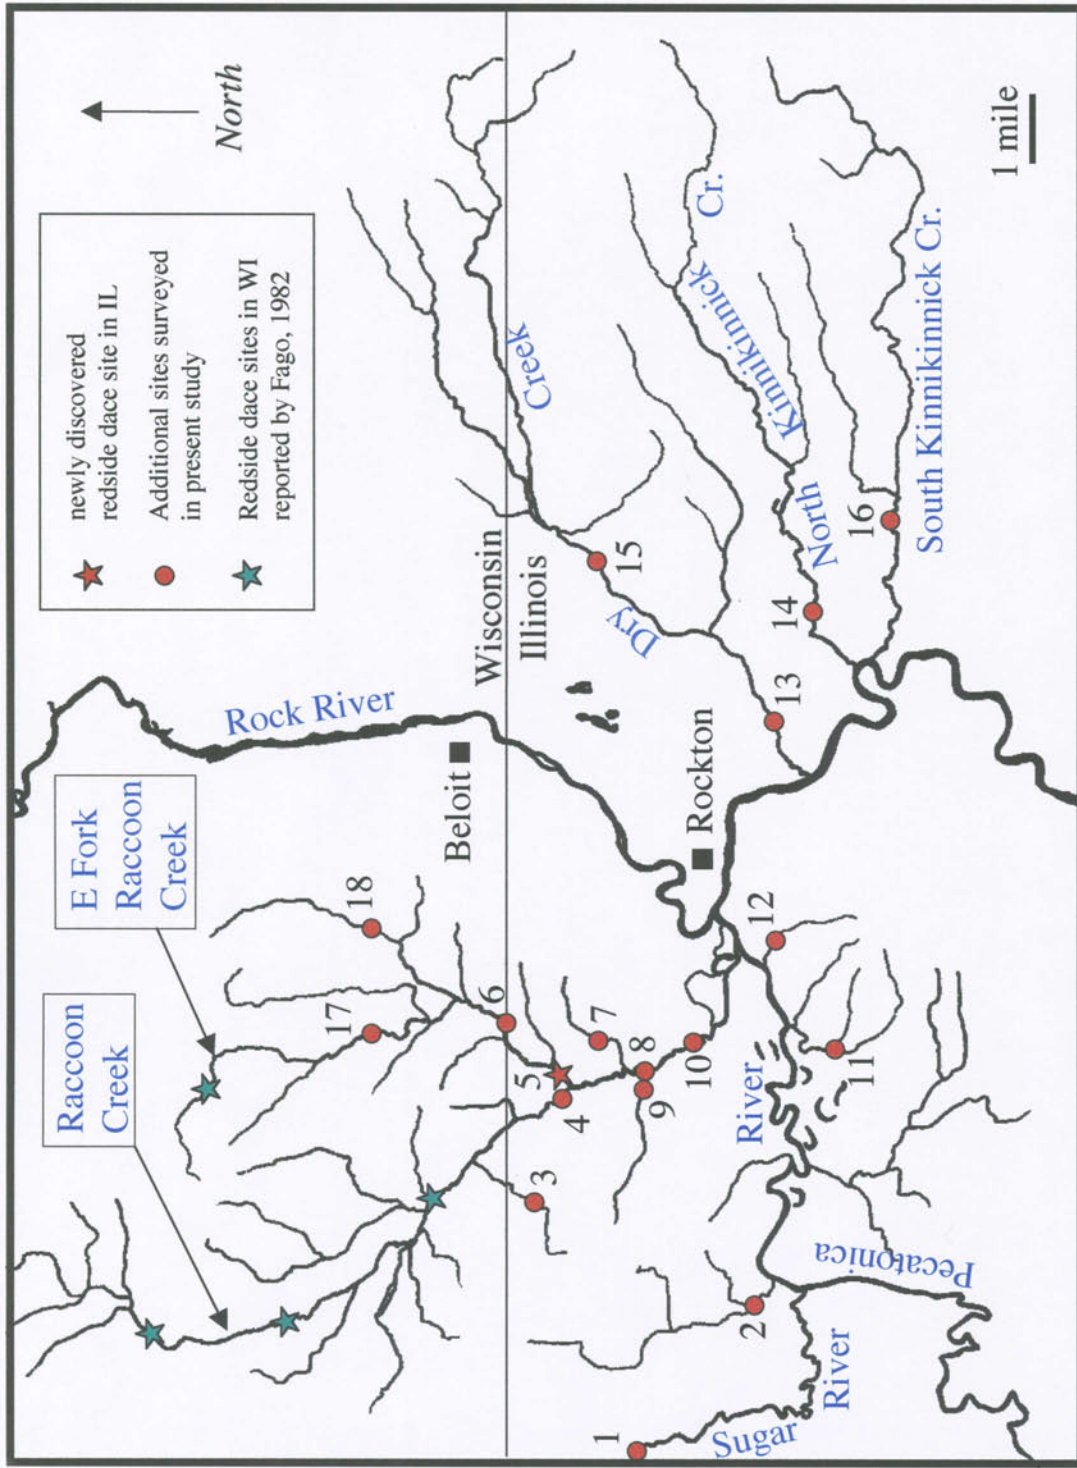 North
newly discovered
redside dace site in IL
Additional sites surveyed
in present study
Redside dace sites in WI
reported by Fago, 1982
E Fork
Raccoon
Creek
Raccoon
Creek
Rock River
Beloit
Wisconsin
Illinois
Creek
Dry
Rockton
North
Kinnikinnick
Cr.
South Kinnikinnick Cr.
1 mile
River
Pecatonica
Sugar
River
1
2
3
4
5
6
7
8
9
10
11
12
13
14
15
16
17
18